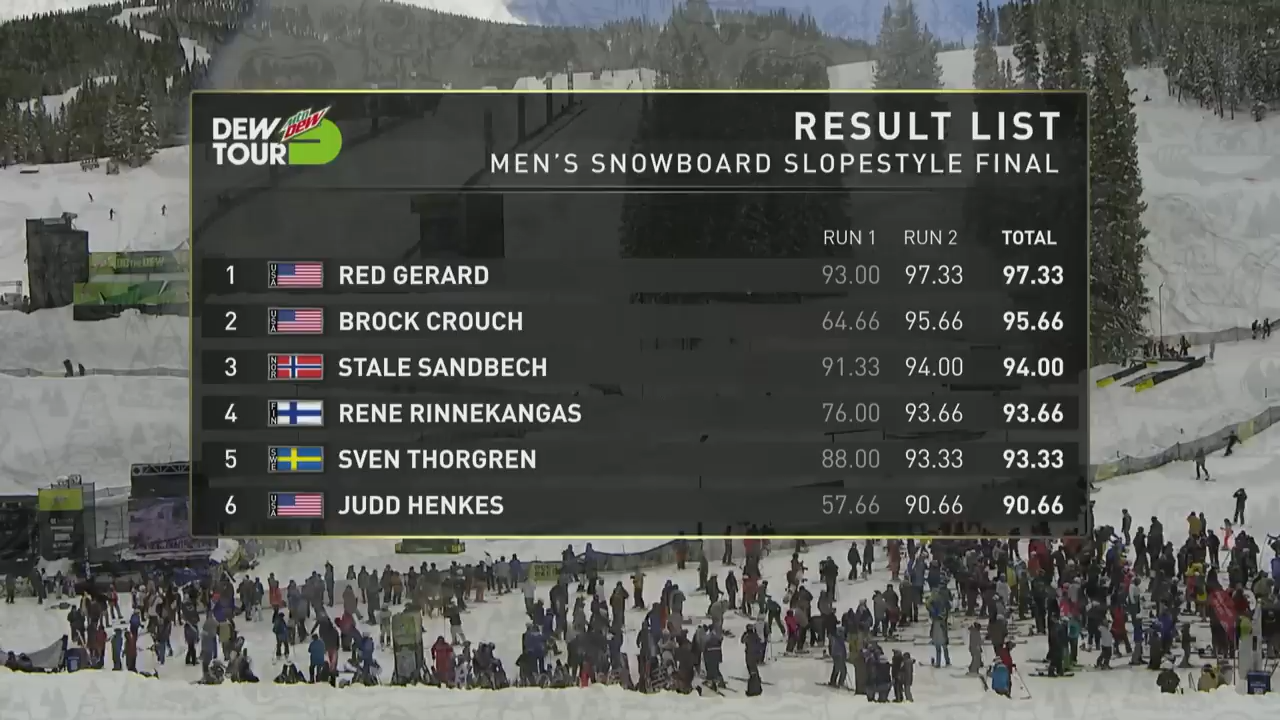 DEW
TOUR
mtn
DEW
RESULT LIST
MEN'S SNOWBOARD SLOPESTYLE FINAL
RUN 1 RUN 2 TOTAL
1 USA RED GERARD 93.00 97.33 97.33
2 USA BROCK CROUCH 64.66 95.66 95.66
3 NOR STALE SANDBECH 91.33 94.00 94.00
4 FIN RENE RINNEKANGAS 76.00 93.66 93.66
5 SWE SVEN THORGREN 88.00 93.33 93.33
6 USA JUDD HENKES 57.66 90.66 90.66